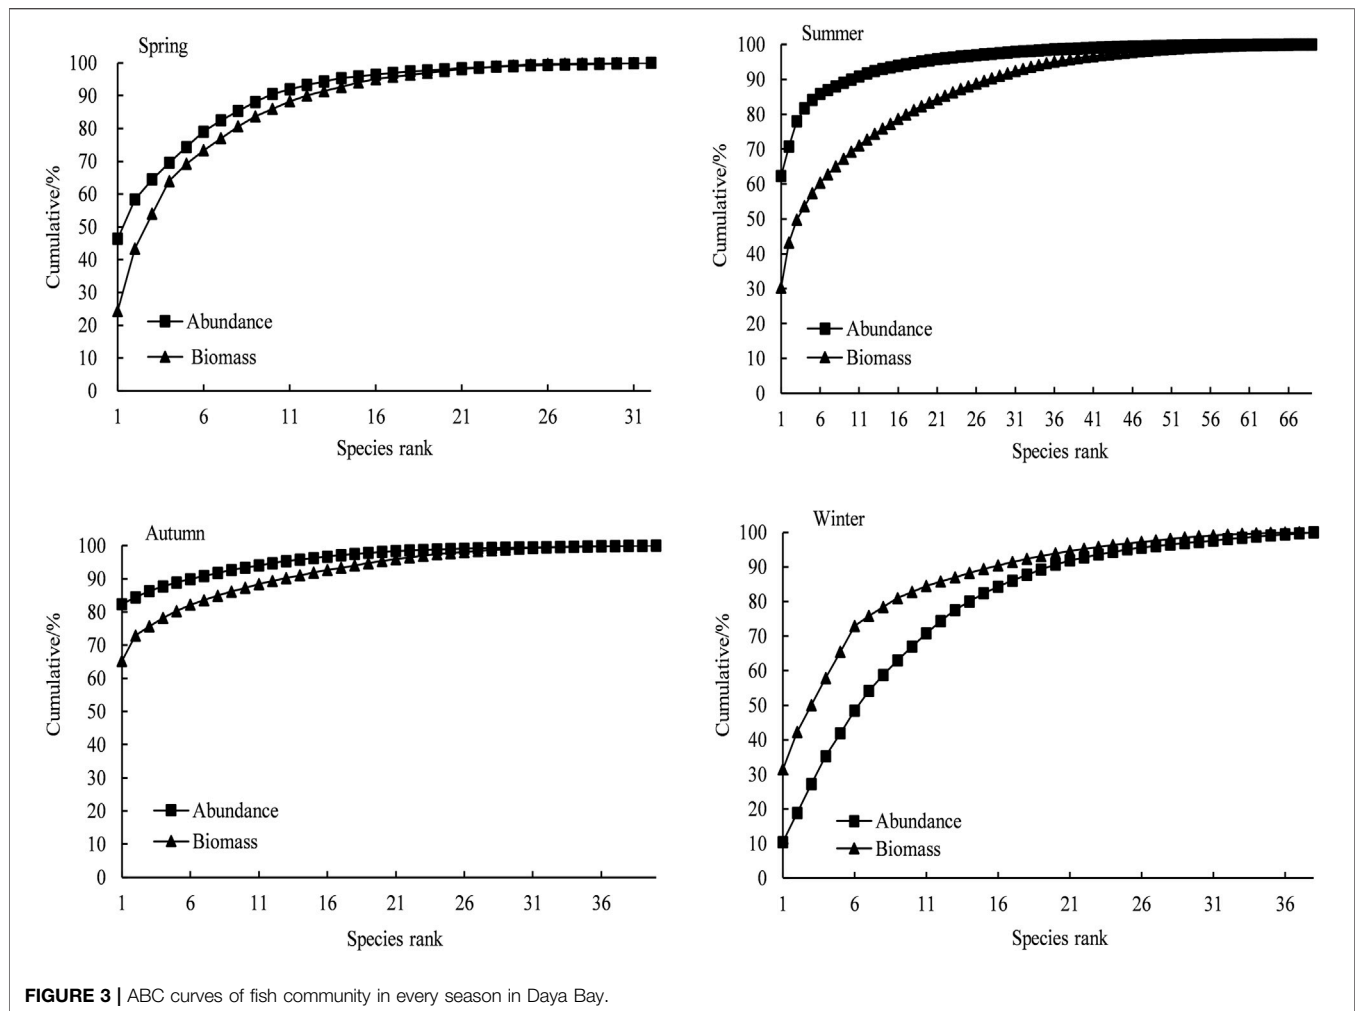 Spring
100
90
80
70
60
50
40
30
20
10
0
Cumulative/%
Abundance
Biomass
1 6 11 16 21 26 31
Species rank
Summer
100
90
80
70
60
50
40
30
20
10
0
Cumulative/%
Abundance
Biomass
1 6 11 16 21 26 31 36 41 46 51 56 61 66
Species rank
Autumn
100
90
80
70
60
50
40
30
20
10
0
Cumulative/%
Abundance
Biomass
1 6 11 16 21 26 31 36
Species rank
Winter
100
90
80
70
60
50
40
30
20
10
0
Cumulative/%
Abundance
Biomass
1 6 11 16 21 26 31 36
Species rank
FIGURE 3 | ABC curves of fish community in every season in Daya Bay.